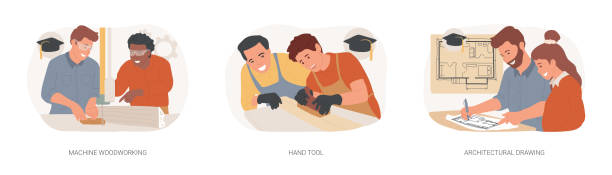 MACHINE WOODWORKING
HAND TOOL
ARCHITECTURAL DRAWING